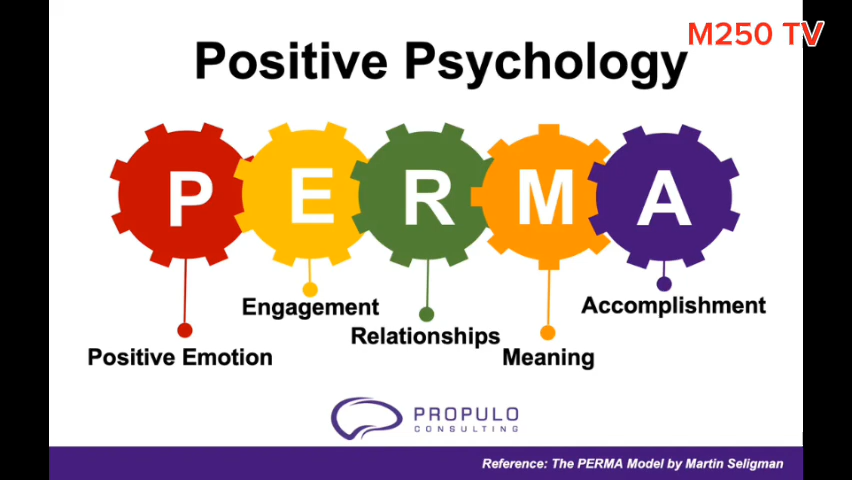 M250 TV
Positive Psychology
P E R M A
Engagement
Accomplishment
Relationships
Positive Emotion
Meaning
PROPULO
CONSULTING
Reference: The PERMA Model by Martin Seligman